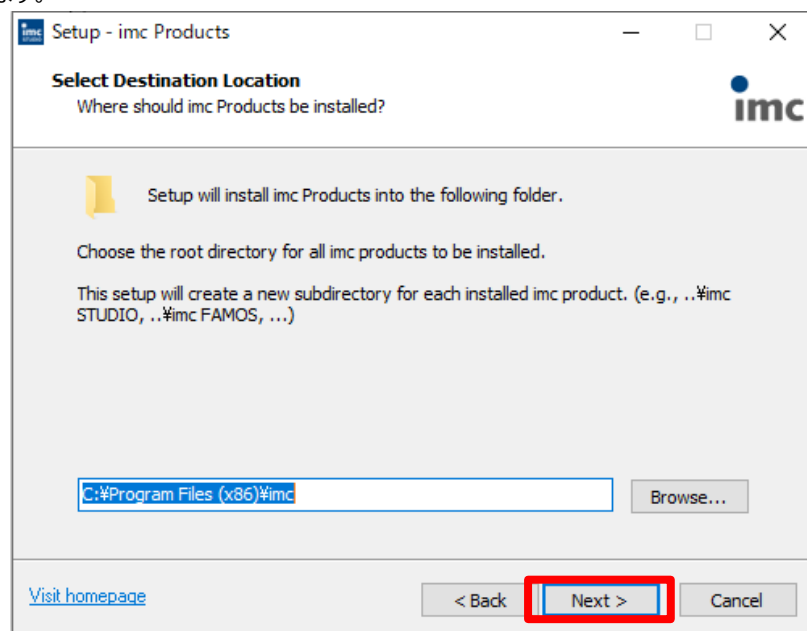 す。
imc
STUDIO
Setup - imc Products
Select Destination Location
Where should imc Products be installed?
imc
Setup will install imc Products into the following folder.
Choose the root directory for all imc products to be installed.
This setup will create a new subdirectory for each installed imc product. (e.g., ..¥imc
STUDIO, ..¥imc FAMOS, ...)
C:¥Program Files (x86)¥imc
Browse...
Visit homepage
< Back
Next >
Cancel